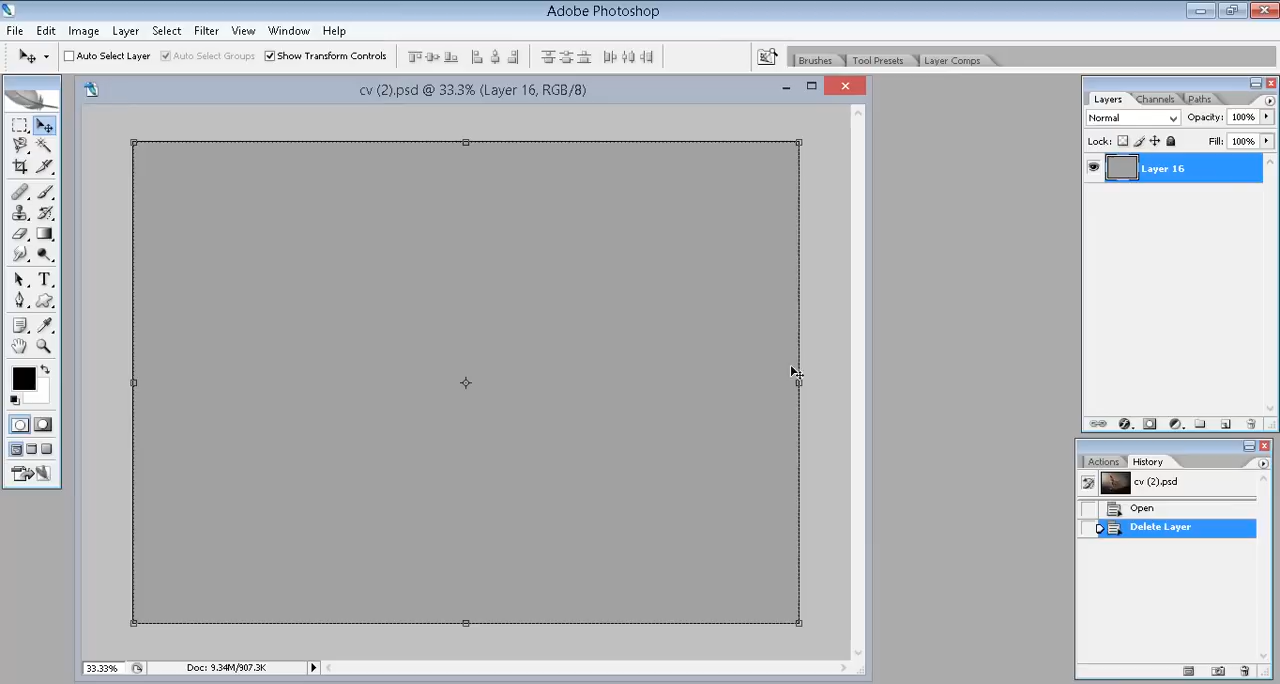 Adobe Photoshop
File Edit Image Layer Select Filter View Window Help
Auto Select Layer Auto Select Groups Show Transform Controls
Brushes Tool Presets Layer Comps
cv (2).psd @ 33.3% (Layer 16, RGB/8)
Layers Channels Paths
Normal Opacity: 100%
Lock: Fill: 100%
Layer 16
T
Actions History
cv (2).psd
Open
Delete Layer
33.33% Doc: 9.34M/907.3K